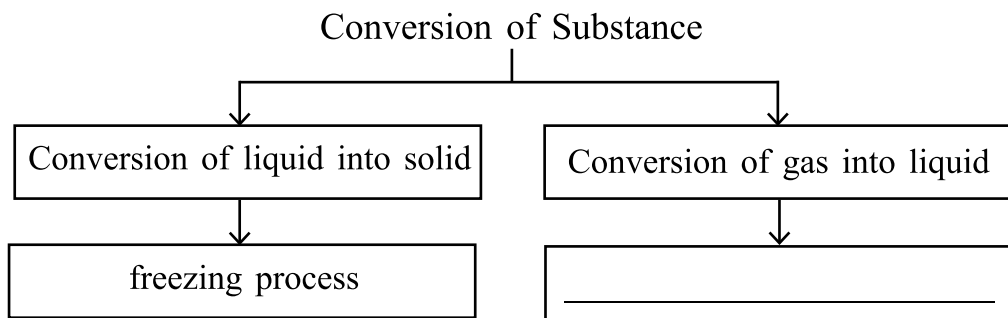 Conversion of Substance
Conversion of liquid into solid
Conversion of gas into liquid
freezing process